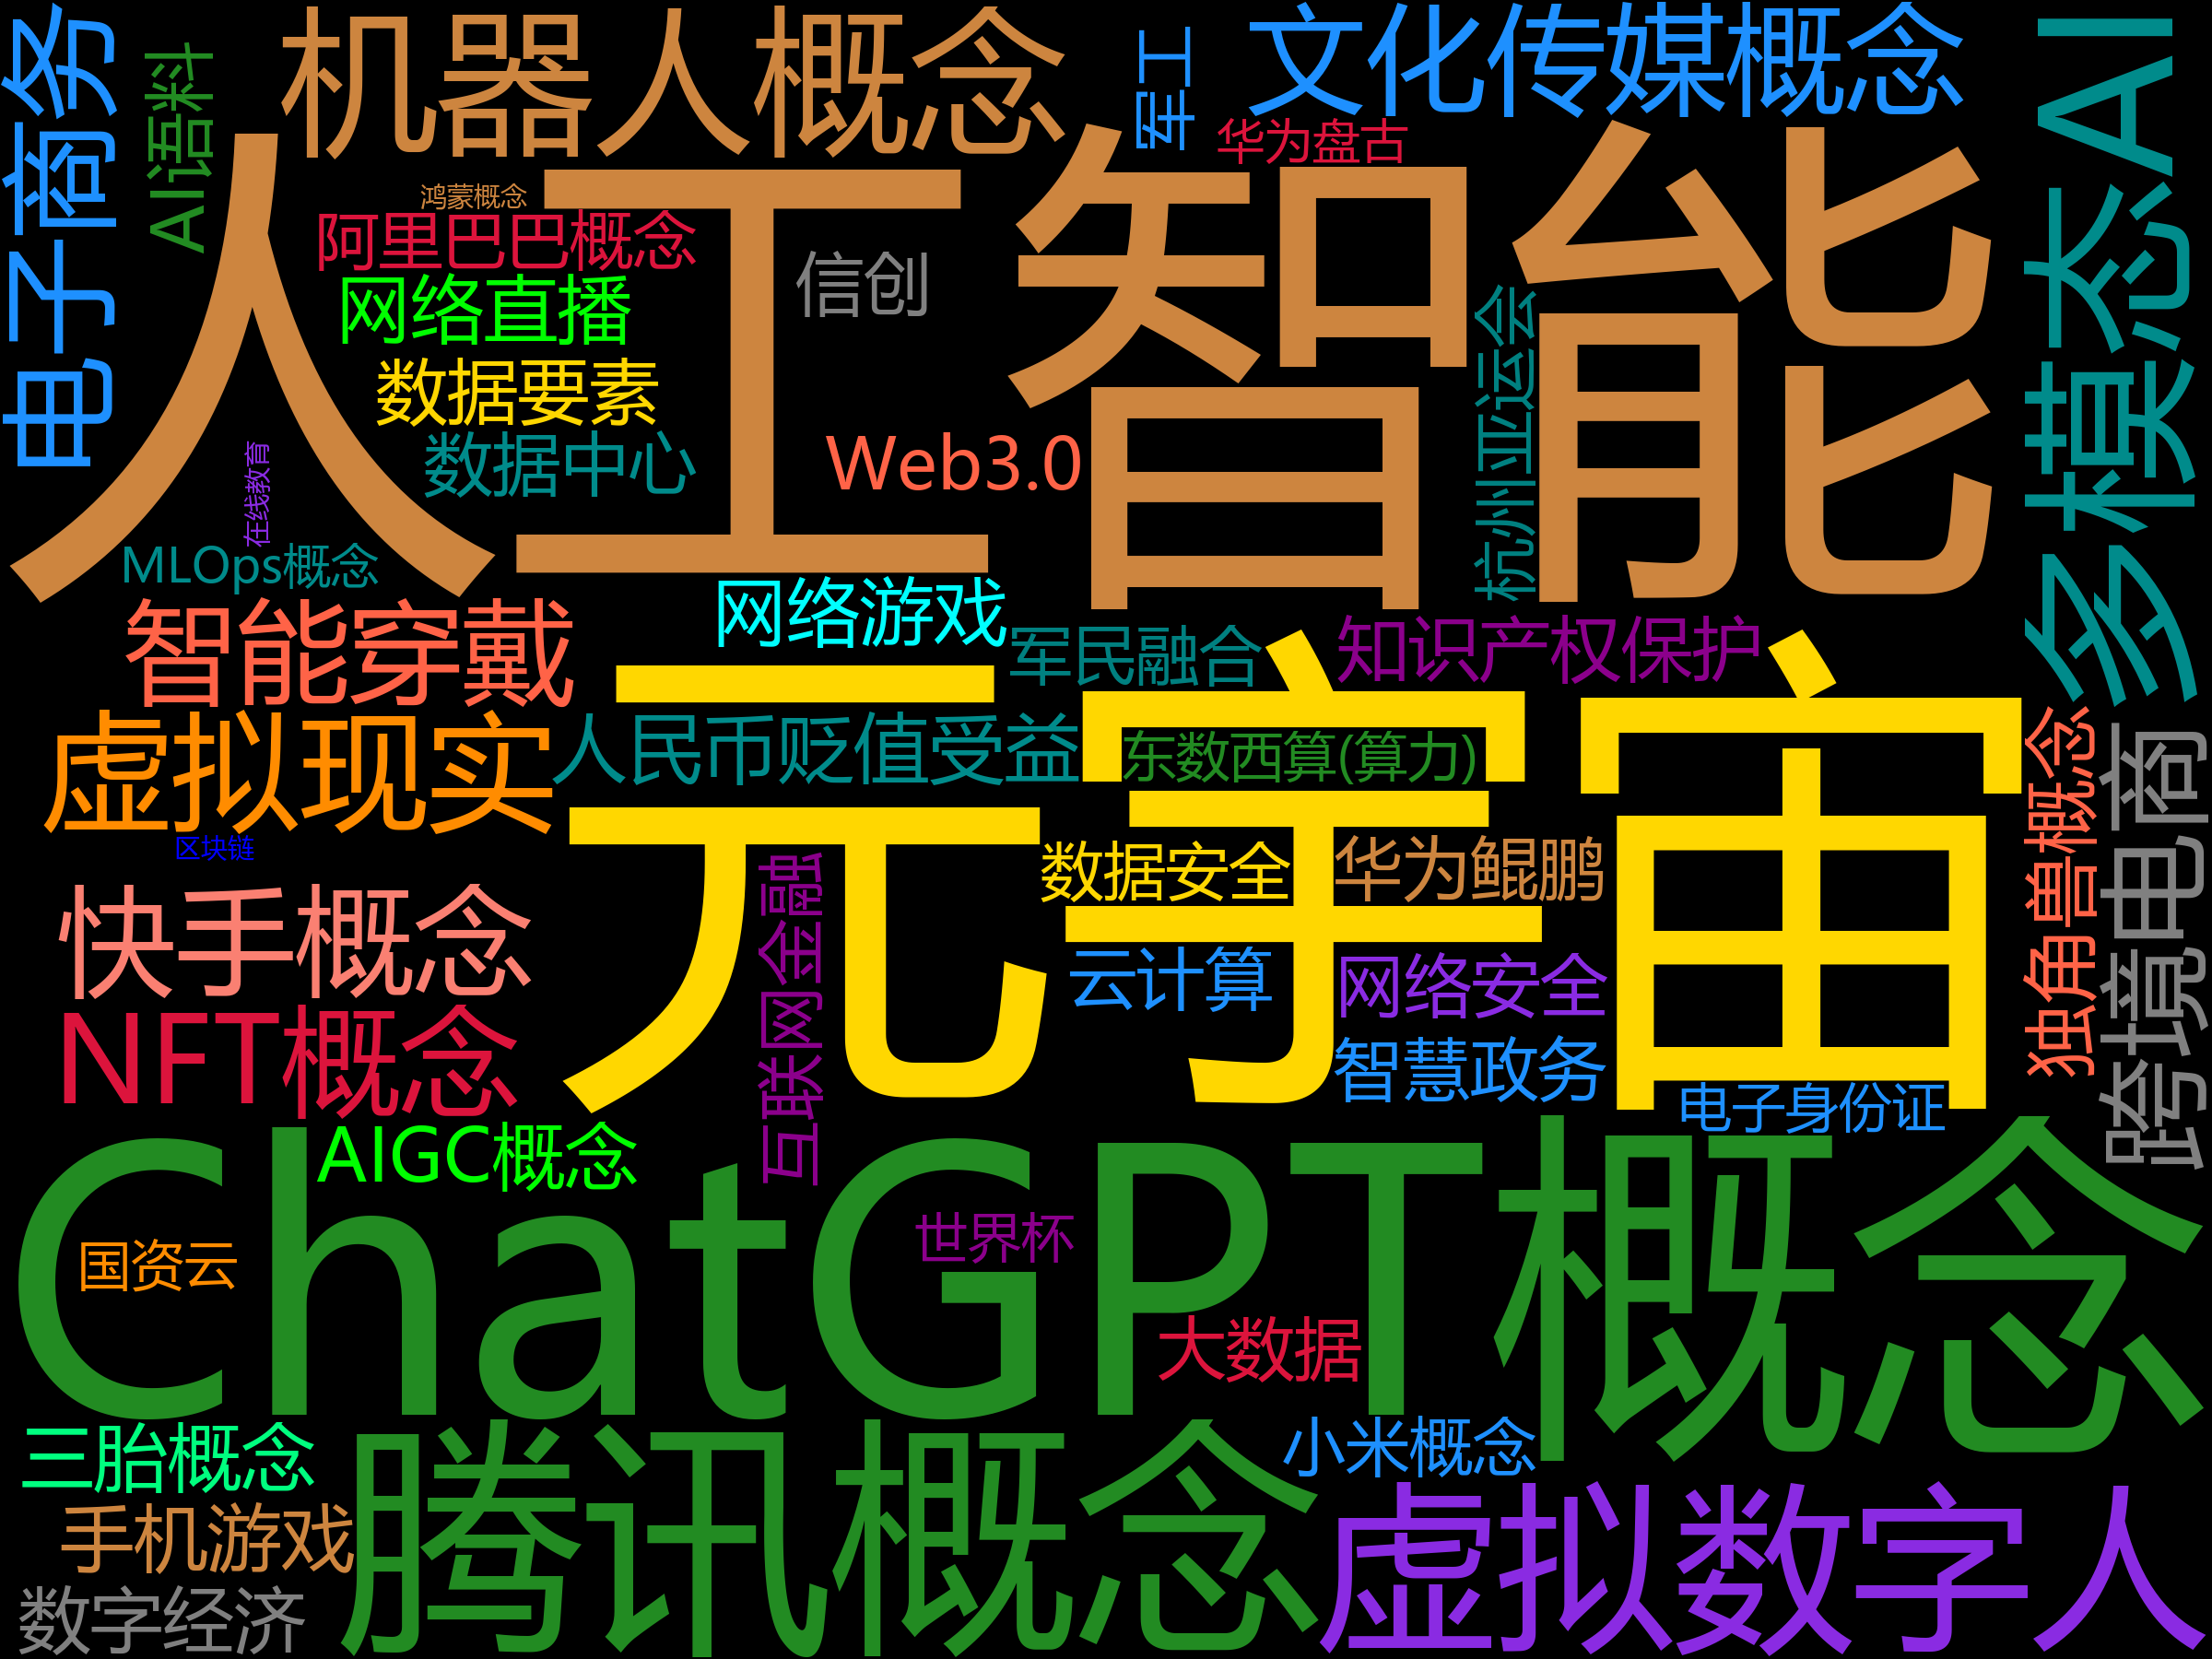 电子商务
AI语料
机器人概念
军工
文化传媒概念
多模态AI
华为盘古
人工智能
鸿蒙概念
阿里巴巴概念
网络直播
信创
数据要素
数据中心
Web3.0
杭州亚运会
在线教育
MLOps概念
智能穿戴
网络游戏
军民融合
知识产权保护
虚拟现实
人民币贬值受益
东数西算(算力)
元宇宙
独角兽概念
跨境电商
区块链
数据安全
华为鲲鹏
快手概念
互联网金融
云计算
网络安全
NFT概念
智慧政务
电子身份证
AIGC概念
ChatGPT概念
国资云
世界杯
大数据
三胎概念
腾讯概念
小米概念
虚拟数字人
手机游戏
数字经济